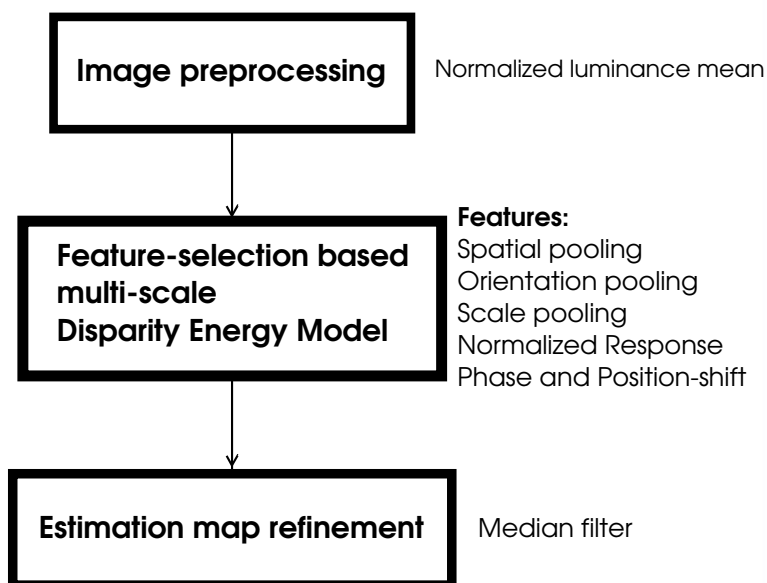 Image preprocessing
Normalized luminance mean
Feature-selection based
multi-scale
Disparity Energy Model
Features:
Spatial pooling
Orientation pooling
Scale pooling
Normalized Response
Phase and Position-shift
Estimation map refinement
Median filter